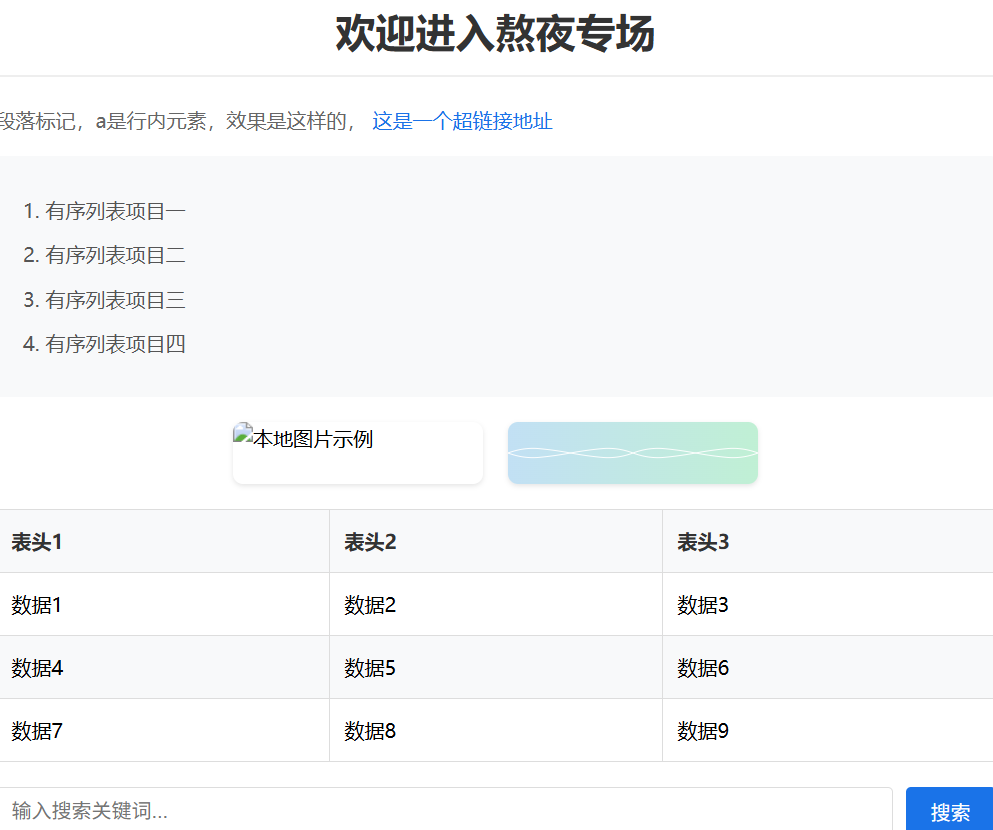 欢迎进入熬夜专场
段落标记，a是行内元素，效果是这样的， 这是一个超链接地址
1. 有序列表项目一
2. 有序列表项目二
3. 有序列表项目三
4. 有序列表项目四
本地图片示例
表头1 表头2 表头3
数据1 数据2 数据3
数据4 数据5 数据6
数据7 数据8 数据9
输入搜索关键词... 搜索